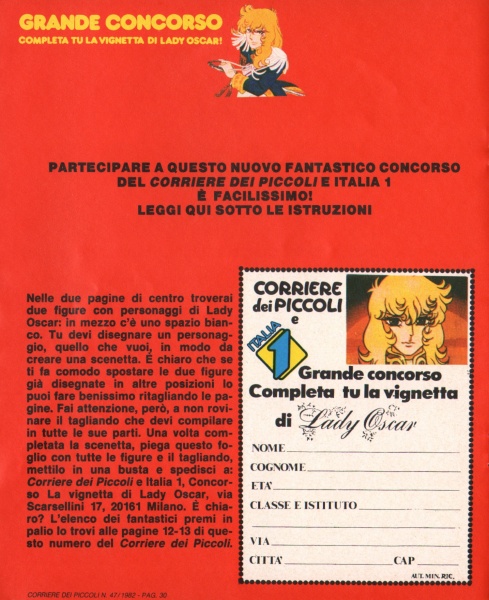 GRANDE CONCORSO
COMPLETA TU LA VIGNETTA DI LADY OSCAR!
PARTECIPARE A QUESTO NUOVO FANTASTICO CONCORSO
DEL CORRIERE DEI PICCOLI E ITALIA 1
È FACILISSIMO!
LEGGI QUI SOTTO LE ISTRUZIONI
Nelle due pagine di centro troverai
due figure con personaggi di Lady
Oscar: in mezzo c'è uno spazio bian-
co. Tu devi disegnare un personag-
gio, quello che vuoi, in modo da
creare una scenetta. È chiaro che se
ti fa comodo spostare le due figure
già disegnate in altre posizioni lo
puoi fare benissimo ritagliando le pa-
gine. Fai attenzione, però, a non rovi-
nare il tagliando che devi compilare
in tutte le sue parti. Una volta com-
pletata la scenetta, piega questo fo-
glio con tutte le figure e il tagliando,
mettilo in una busta e spedisci a:
Corriere dei Piccoli e Italia 1, Concor-
so La vignetta di Lady Oscar, via
Scarsellini 17, 20161 Milano. È chia-
ro? L'elenco dei fantastici premi in
palio lo trovi alle pagine 12-13 di que-
sto numero del Corriere dei Piccoli.
CORRIERE
dei PICCOLI
e
ITALIA
1
Grande concorso
Completa tu la vignetta
di Lady Oscar
NOME
COGNOME
ETA'
CLASSE E ISTITUTO
VIA
CITTA' CAP
AUT. MIN. RIC.
CORRIERE DEI PICCOLI N. 47/1982 - PAG. 30